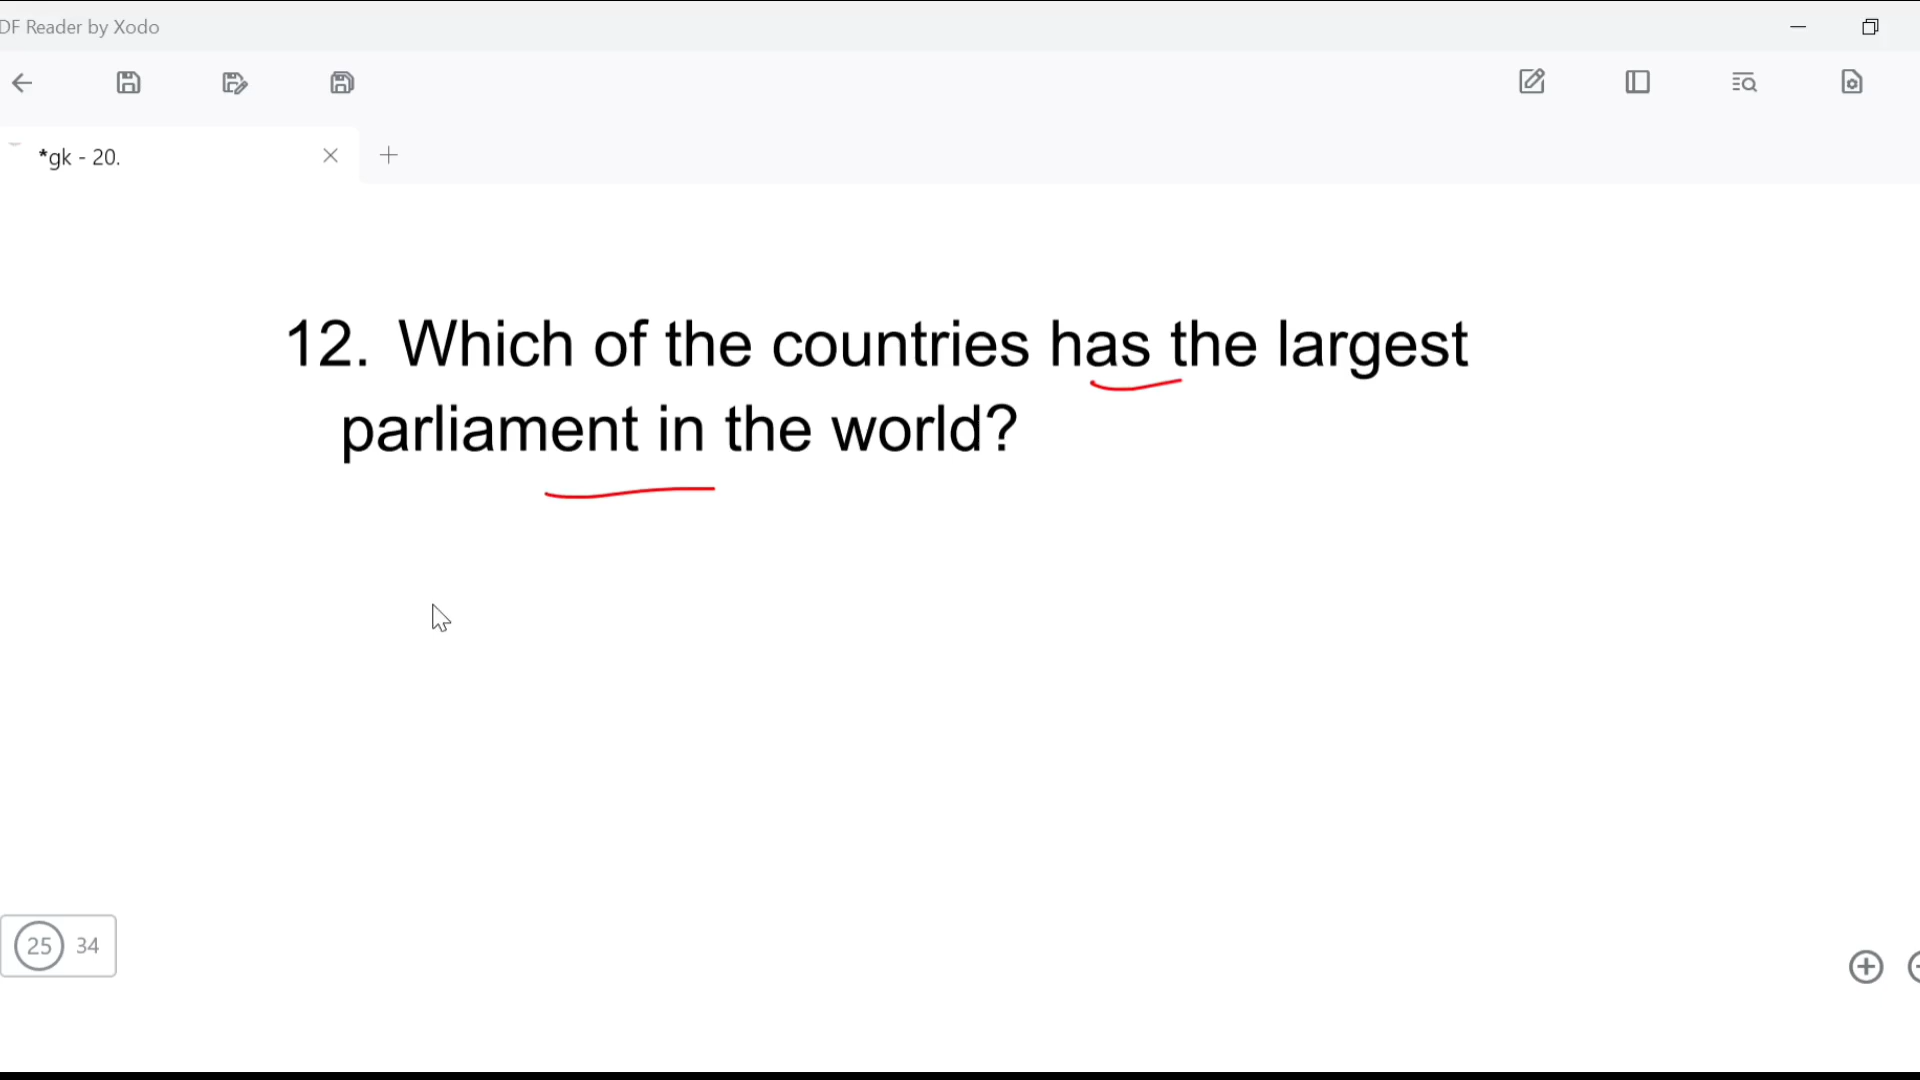 DF Reader by Xodo
*gk - 20.
12. Which of the countries has the largest
parliament in the world?
25 34